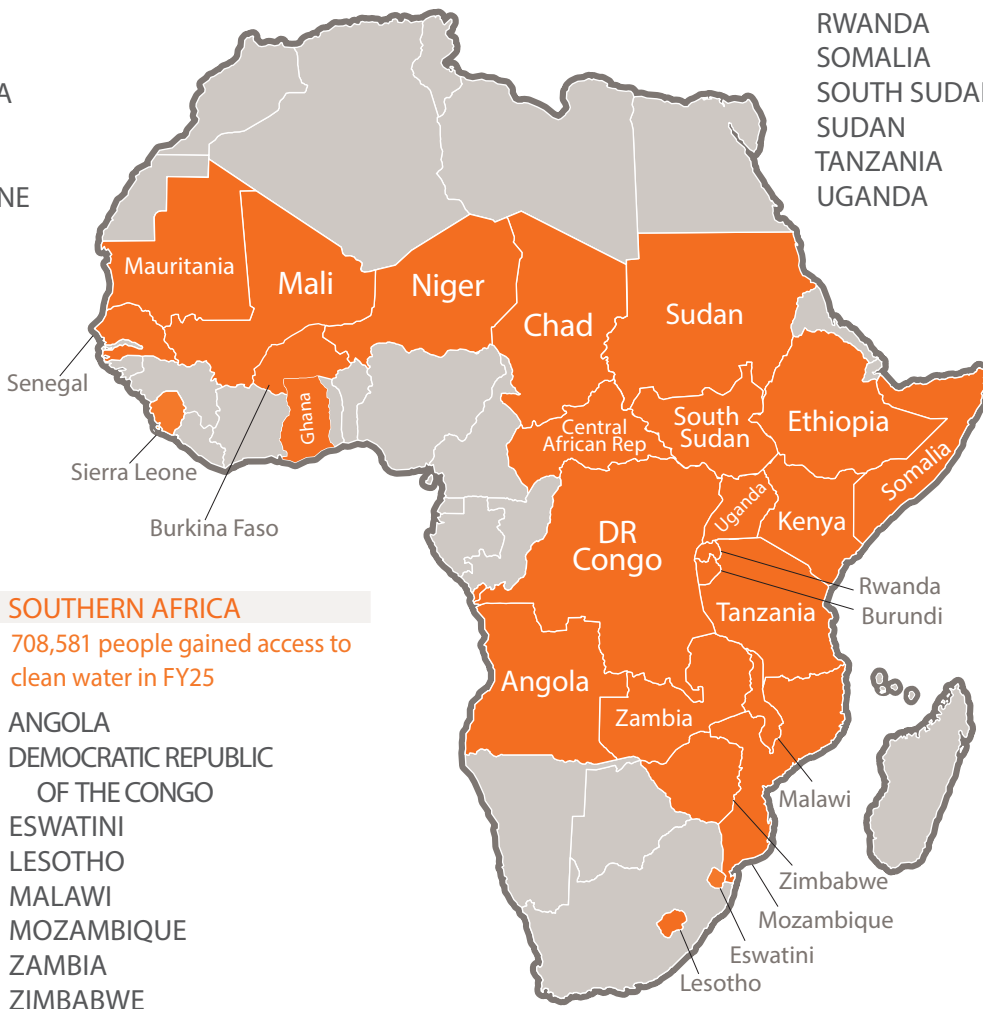 A
NE
RWANDA
SOMALIA
SOUTH SUDAN
SUDAN
TANZANIA
UGANDA
Mauritania
Mali
Niger
Chad
Sudan
Senegal
Ghana
Central
African Rep
South
Sudan
Ethiopia
Somalia
Sierra Leone
Burkina Faso
Uganda
Kenya
DR
Congo
Rwanda
Burundi
Tanzania
SOUTHERN AFRICA
708,581 people gained access to
clean water in FY25
ANGOLA
DEMOCRATIC REPUBLIC
OF THE CONGO
ESWATINI
LESOTHO
MALAWI
MOZAMBIQUE
ZAMBIA
ZIMBABWE
Angola
Zambia
Malawi
Zimbabwe
Mozambique
Eswatini
Lesotho